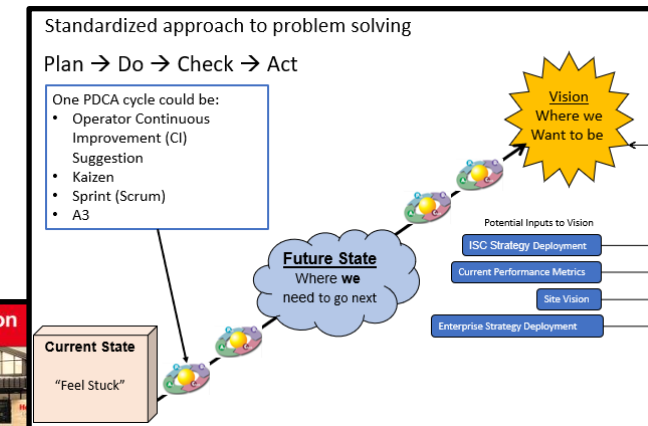 Standardized approach to problem solving
Plan → Do → Check → Act
One PDCA cycle could be:
• Operator Continuous
Improvement (CI)
Suggestion
• Kaizen
• Sprint (Scrum)
• A3
Vision
Where we
Want to be
Potential Inputs to Vision
ISC Strategy Deployment
Current Performance Metrics
Site Vision
Enterprise Strategy Deployment
Future State
Where we
need to go next
on
Current State
“Feel Stuck”